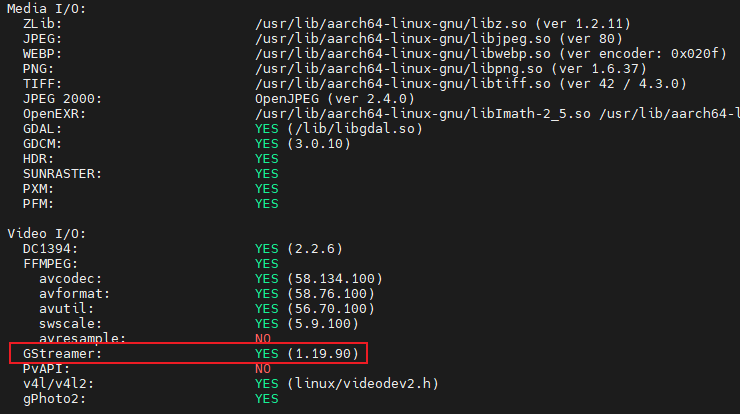 Media I/O:
ZLib: /usr/lib/aarch64-linux-gnu/libz.so (ver 1.2.11)
JPEG: /usr/lib/aarch64-linux-gnu/libjpeg.so (ver 80)
WEBP: /usr/lib/aarch64-linux-gnu/libwebp.so (ver encoder: 0x020f)
PNG: /usr/lib/aarch64-linux-gnu/libpng.so (ver 1.6.37)
TIFF: /usr/lib/aarch64-linux-gnu/libtiff.so (ver 42 / 4.3.0)
JPEG 2000: OpenJPEG (ver 2.4.0)
OpenEXR: /usr/lib/aarch64-linux-gnu/libImath-2_5.so /usr/lib/aarch64-l
GDAL: YES (/lib/libgdal.so)
GDCM: YES (3.0.10)
HDR: YES
SUNRASTER: YES
PXM: YES
PFM: YES
Video I/O:
DC1394: YES (2.2.6)
FFMPEG: YES
avcodec: YES (58.134.100)
avformat: YES (58.76.100)
avutil: YES (56.70.100)
swscale: YES (5.9.100)
avresample: NO
GStreamer: YES (1.19.90)
PvAPI: NO
v4l/v4l2: YES (linux/videodev2.h)
gPhoto2: YES